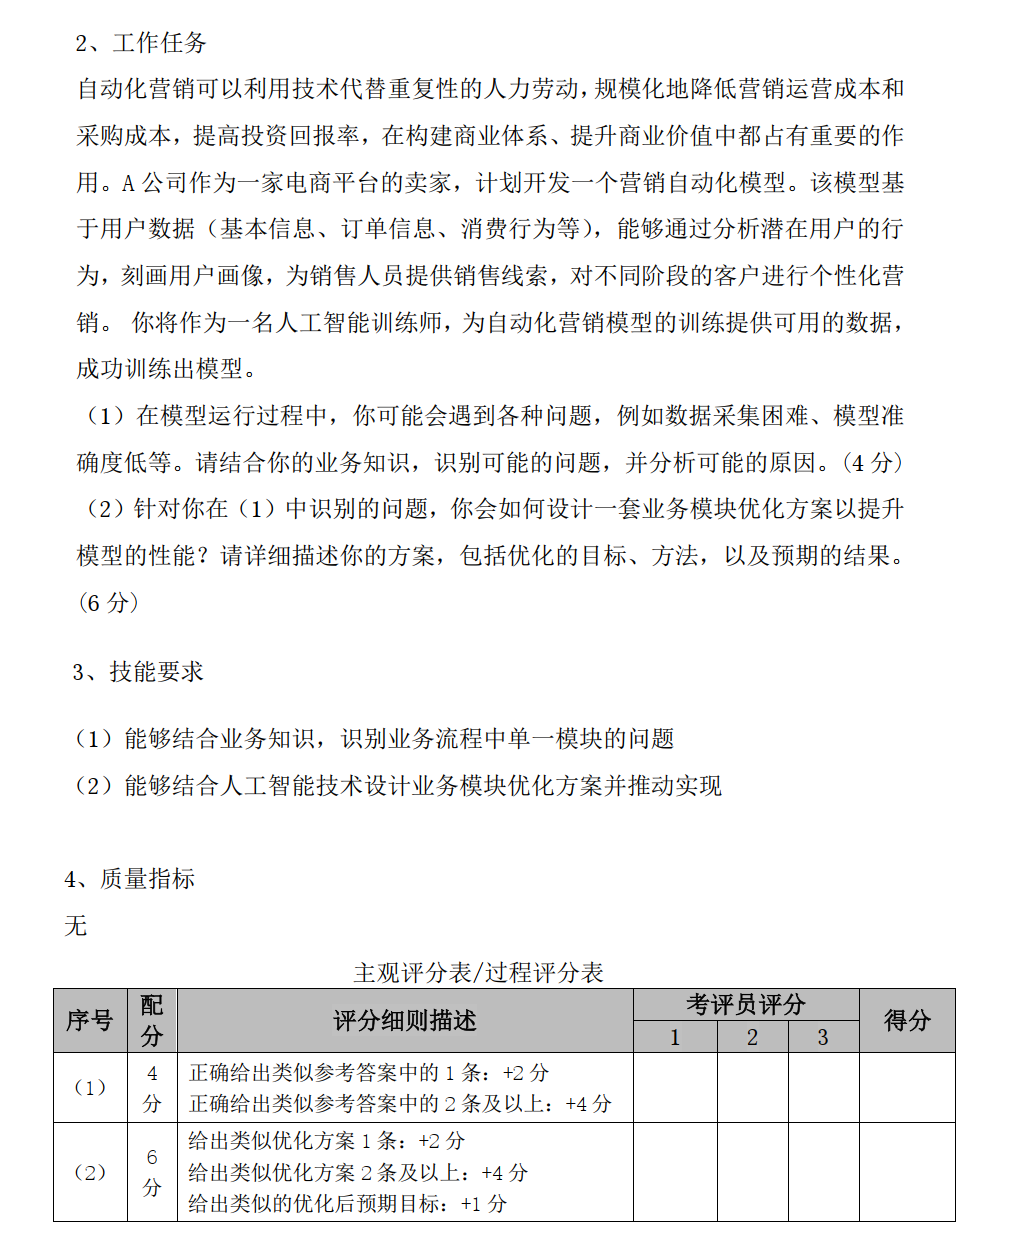 2、工作任务
自动化营销可以利用技术代替重复性的人力劳动，规模化地降低营销运营成本和
采购成本，提高投资回报率，在构建商业体系、提升商业价值中都占有重要的作
用。A 公司作为一家电商平台的卖家，计划开发一个营销自动化模型。该模型基
于用户数据（基本信息、订单信息、消费行为等），能够通过分析潜在用户的行
为，刻画用户画像，为销售人员提供销售线索，对不同阶段的客户进行个性化营
销。 你将作为一名人工智能训练师，为自动化营销模型的训练提供可用的数据，
成功训练出模型。
（1）在模型运行过程中，你可能会遇到各种问题，例如数据采集困难、模型准
确度低等。请结合你的业务知识，识别可能的问题，并分析可能的原因。(4 分)
（2）针对你在（1）中识别的问题，你会如何设计一套业务模块优化方案以提升
模型的性能？请详细描述你的方案，包括优化的目标、方法，以及预期的结果。
(6 分)
3、技能要求
（1）能够结合业务知识，识别业务流程中单一模块的问题
（2）能够结合人工智能技术设计业务模块优化方案并推动实现
4、质量指标
无
主观评分表/过程评分表
序号 配分 评分细则描述 考评员评分 得分
1 2 3
（1） 4分 正确给出类似参考答案中的 1 条：+2 分
正确给出类似参考答案中的 2 条及以上：+4 分
（2） 6分 给出类似优化方案 1 条：+2 分
给出类似优化方案 2 条及以上：+4 分
给出类似的优化后预期目标：+1 分